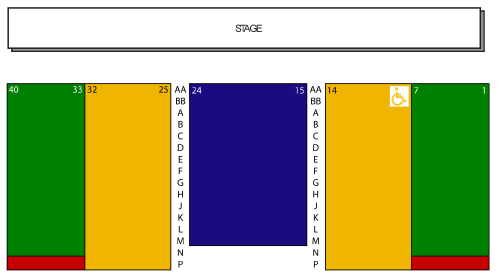 STAGE
40 33 32 25 AA 24 15 AA 14 7 1
BB BB
A A
B B
C C
D D
E E
F F
G G
H H
J J
K K
L L
M M
N N
P P